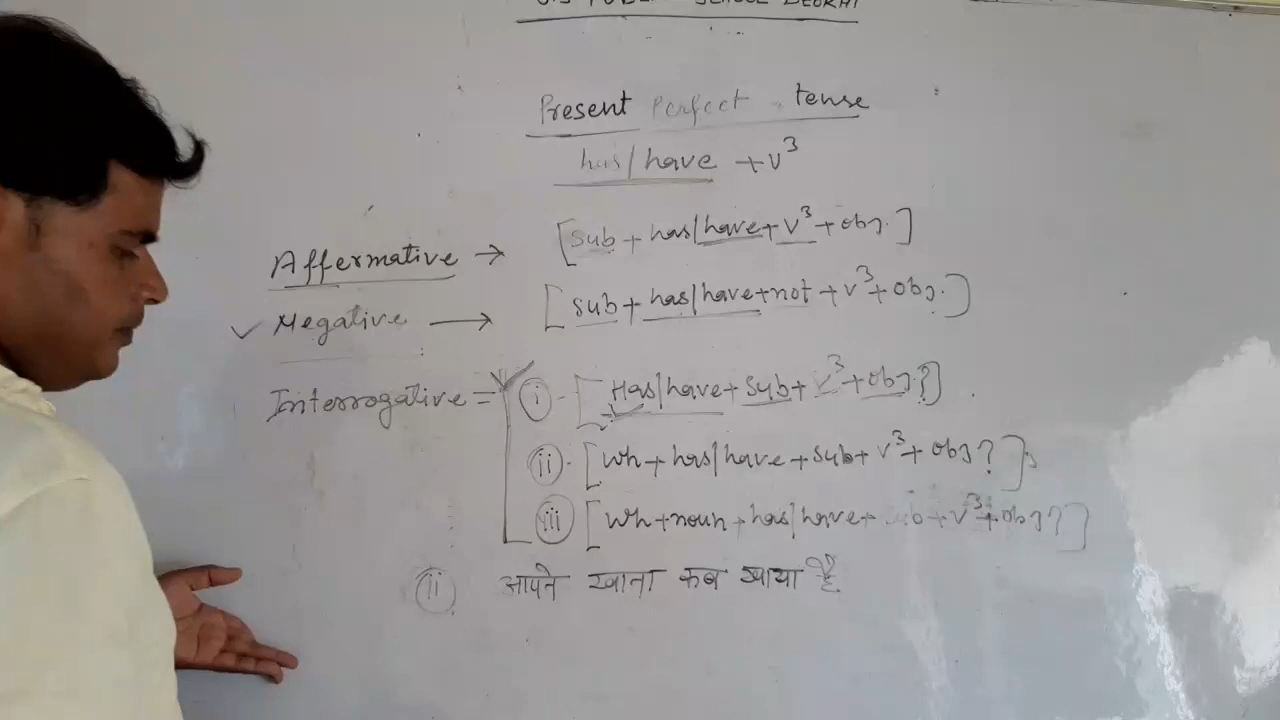 SCHOOL DEORHI
Present Perfect tense
has/have + v³
Affermative → [sub + has/have + v³ + obj.]
✓ Negative → [sub + has/have + not + v³ + obj.]
Interrogative = (i) - [Has/have + sub + v³ + obj.?]
(ii) - [Wh + has/have + sub + v³ + obj?]
(iii) [Wh + noun + has/have + sub + v³ + obj?]
(ii) आपने खाना कब खाया है?